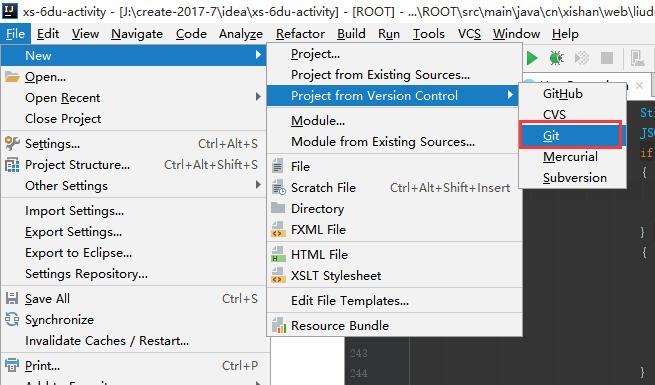 xs-6du-activity - [J:\create-2017-7\idea\xs-6du-activity] - [ROOT] - ...\ROOT\src\main\java\cn\xishan\web\liud
File Edit View Navigate Code Analyze Refactor Build Run Tools VCS Window Help
New
Open...
Open Recent
Close Project
Settings... Ctrl+Alt+S
Project Structure... Ctrl+Alt+Shift+S
Other Settings
Import Settings...
Export Settings...
Export to Eclipse...
Settings Repository...
Save All Ctrl+S
Synchronize
Invalidate Caches / Restart...
Print... Ctrl+P
Project...
Project from Existing Sources...
Project from Version Control
Module...
Module from Existing Sources...
File
Scratch File Ctrl+Alt+Shift+Insert
Directory
FXML File
HTML File
XSLT Stylesheet
Edit File Templates...
Resource Bundle
GitHub
CVS
Git
Mercurial
Subversion
St
JSO
if
{
}
{
243
244 }